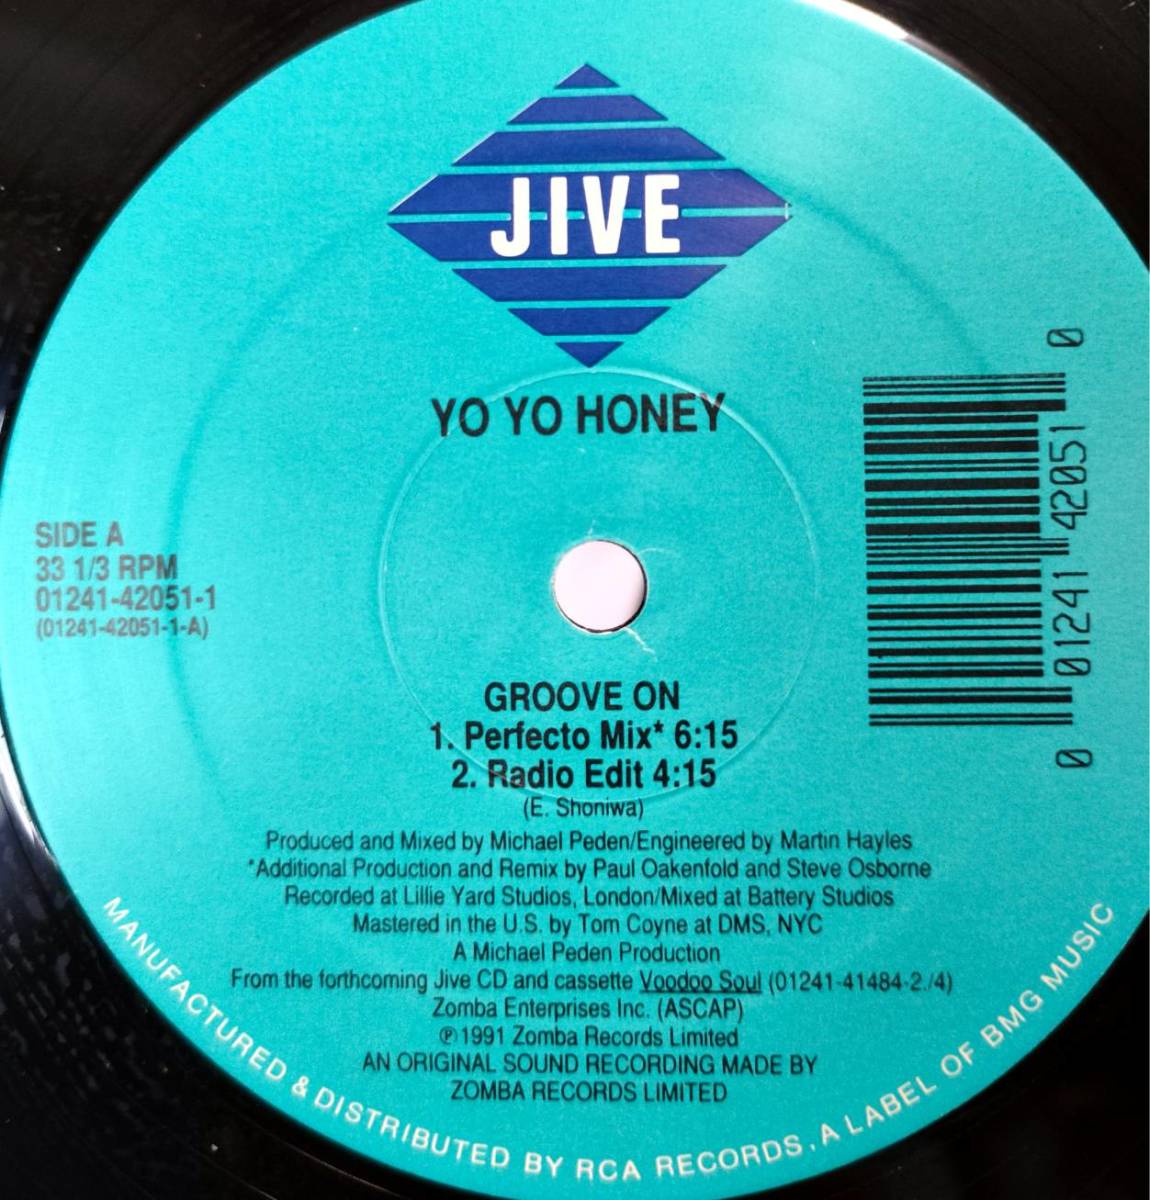 JIVE
YO YO HONEY
SIDE A
33 1/3 RPM
01241-42051-1
(01241-42051-1-A)
0 01241 42051 0
GROOVE ON
1. Perfecto Mix* 6:15
2. Radio Edit 4:15
(E. Shoniwa)
Produced and Mixed by Michael Peden/Engineered by Martin Hayles
*Additional Production and Remix by Paul Oakenfold and Steve Osborne
Recorded at Lillie Yard Studios, London/Mixed at Battery Studios
Mastered in the U.S. by Tom Coyne at DMS, NYC
A Michael Peden Production
From the forthcoming Jive CD and cassette Voodoo Soul (01241-41484-2/4)
Zomba Enterprises Inc. (ASCAP)
℗ 1991 Zomba Records Limited
AN ORIGINAL SOUND RECORDING MADE BY
ZOMBA RECORDS LIMITED
MANUFACTURED & DISTRIBUTED BY RCA RECORDS, A LABEL OF BMG MUSIC